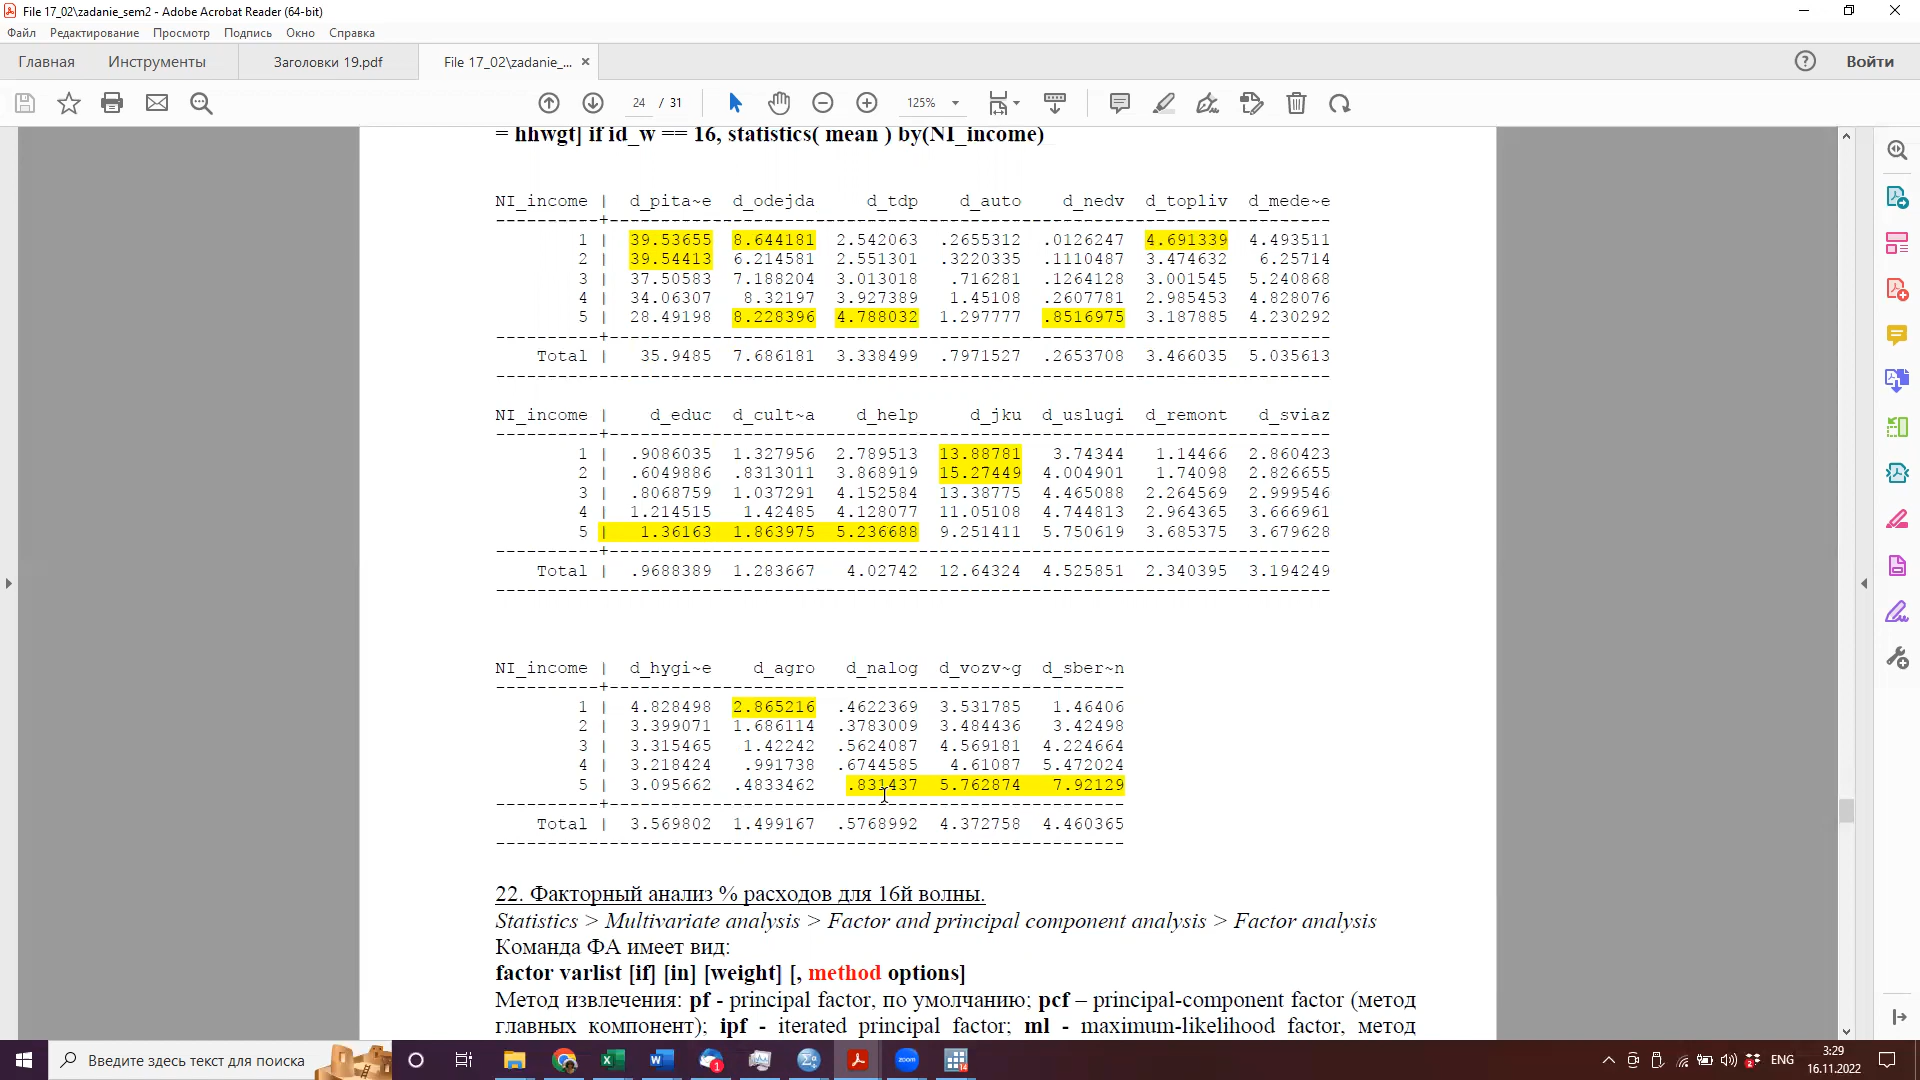 File 17_02\zadanie_sem2 - Adobe Acrobat Reader (64-bit)
Файл Редактирование Просмотр Подпись Окно Справка
Главная Инструменты Заголовки 19.pdf File 17_02\zadanie_... × Войти
24 / 31 125%
= hhwgt] if id_w == 16, statistics( mean ) by(NI_income)
NI_income | d_pita~e d_odejda d_tdp d_auto d_nedv d_topliv d_mede~e
----------+---------------------------------------------------------------------
1 | 39.53655 8.644181 2.542063 .2655312 .0126247 4.691339 4.493511
2 | 39.54413 6.214581 2.551301 .3220335 .1110487 3.474632 6.25714
3 | 37.50583 7.188204 3.013018 .716281 .1264128 3.001545 5.240868
4 | 34.06307 8.32197 3.927389 1.45108 .2607781 2.985453 4.828076
5 | 28.49198 8.228396 4.788032 1.297777 .8516975 3.187885 4.230292
----------+---------------------------------------------------------------------
Total | 35.9485 7.686181 3.338499 .7971527 .2653708 3.466035 5.035613
--------------------------------------------------------------------------------
NI_income | d_educ d_cult~a d_help d_jku d_uslugi d_remont d_sviaz
----------+---------------------------------------------------------------------
1 | .9086035 1.327956 2.789513 13.88781 3.74344 1.14466 2.860423
2 | .6049886 .8313011 3.868919 15.27449 4.004901 1.74098 2.826655
3 | .8068759 1.037291 4.152584 13.38775 4.465088 2.264569 2.999546
4 | 1.214515 1.42485 4.128077 11.05108 4.744813 2.964365 3.666961
5 | 1.36163 1.863975 5.236688 9.251411 5.750619 3.685375 3.679628
----------+---------------------------------------------------------------------
Total | .9688389 1.283667 4.02742 12.64324 4.525851 2.340395 3.194249
--------------------------------------------------------------------------------
NI_income | d_hygi~e d_agro d_nalog d_vozv~g d_sber~n
----------+--------------------------------------------------
1 | 4.828498 2.865216 .4622369 3.531785 1.46406
2 | 3.399071 1.686114 .3783009 3.484436 3.42498
3 | 3.315465 1.42242 .5624087 4.569181 4.224664
4 | 3.218424 .991738 .6744585 4.61087 5.472024
5 | 3.095662 .4833462 .831437 5.762874 7.92129
----------+--------------------------------------------------
Total | 3.569802 1.499167 .5768992 4.372758 4.460365
-------------------------------------------------------------
22. Факторный анализ % расходов для 16й волны.
Statistics > Multivariate analysis > Factor and principal component analysis > Factor analysis
Команда ФА имеет вид:
factor varlist [if] [in] [weight] [, method options]
Метод извлечения: pf - principal factor, по умолчанию; pcf – principal-component factor (метод
главных компонент); ipf - iterated principal factor; ml - maximum-likelihood factor, метод
Введите здесь текст для поиска
ENG
3:29
16.11.2022